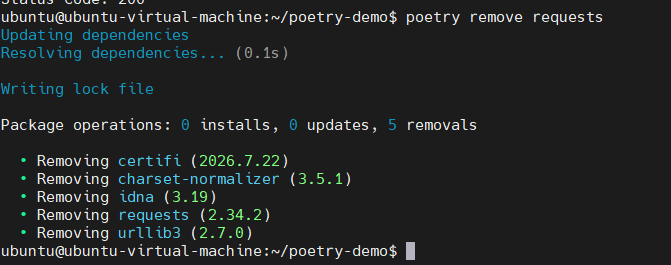 Status Code: 200
ubuntu@ubuntu-virtual-machine:~/poetry-demo$ poetry remove requests
Updating dependencies
Resolving dependencies... (0.1s)
Writing lock file
Package operations: 0 installs, 0 updates, 5 removals
• Removing certifi (2026.7.22)
• Removing charset-normalizer (3.5.1)
• Removing idna (3.19)
• Removing requests (2.34.2)
• Removing urllib3 (2.7.0)
ubuntu@ubuntu-virtual-machine:~/poetry-demo$